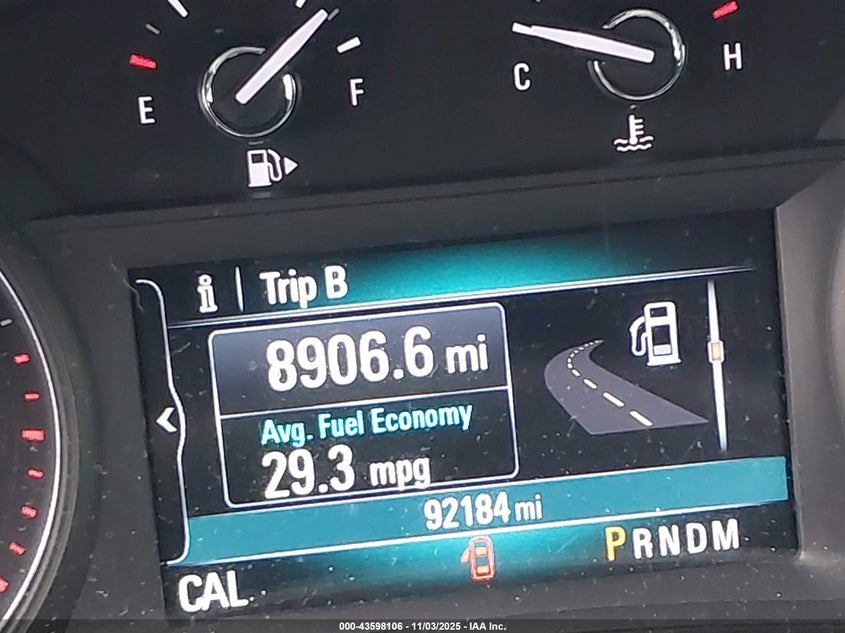 E F C H
i Trip B
8906.6 mi
Avg. Fuel Economy
29.3 mpg
92184 mi
PRNDM
CAL
000-43598106 - 11/03/2025 - IAA Inc.